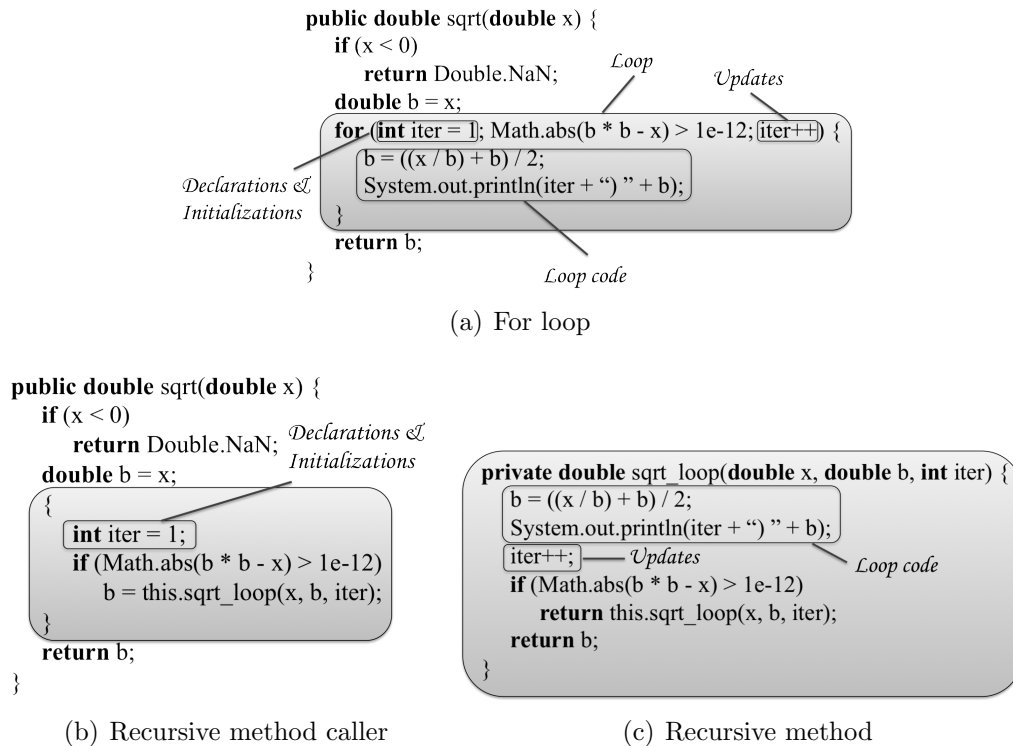 public double sqrt(double x) {
if (x < 0)
return Double.NaN;
double b = x;
Loop
Updates
for (int iter = 1; Math.abs(b * b - x) > 1e-12; iter++) {
b = ((x / b) + b) / 2;
System.out.println(iter + “) ” + b);
}
Declarations &
Initializations
return b;
}
Loop code
(a) For loop
public double sqrt(double x) {
if (x < 0)
return Double.NaN;
double b = x;
Declarations &
Initializations
{
int iter = 1;
if (Math.abs(b * b - x) > 1e-12)
b = this.sqrt_loop(x, b, iter);
}
return b;
}
(b) Recursive method caller
private double sqrt_loop(double x, double b, int iter) {
b = ((x / b) + b) / 2;
System.out.println(iter + “) ” + b);
iter++;
Updates
Loop code
if (Math.abs(b * b - x) > 1e-12)
return this.sqrt_loop(x, b, iter);
return b;
}
(c) Recursive method